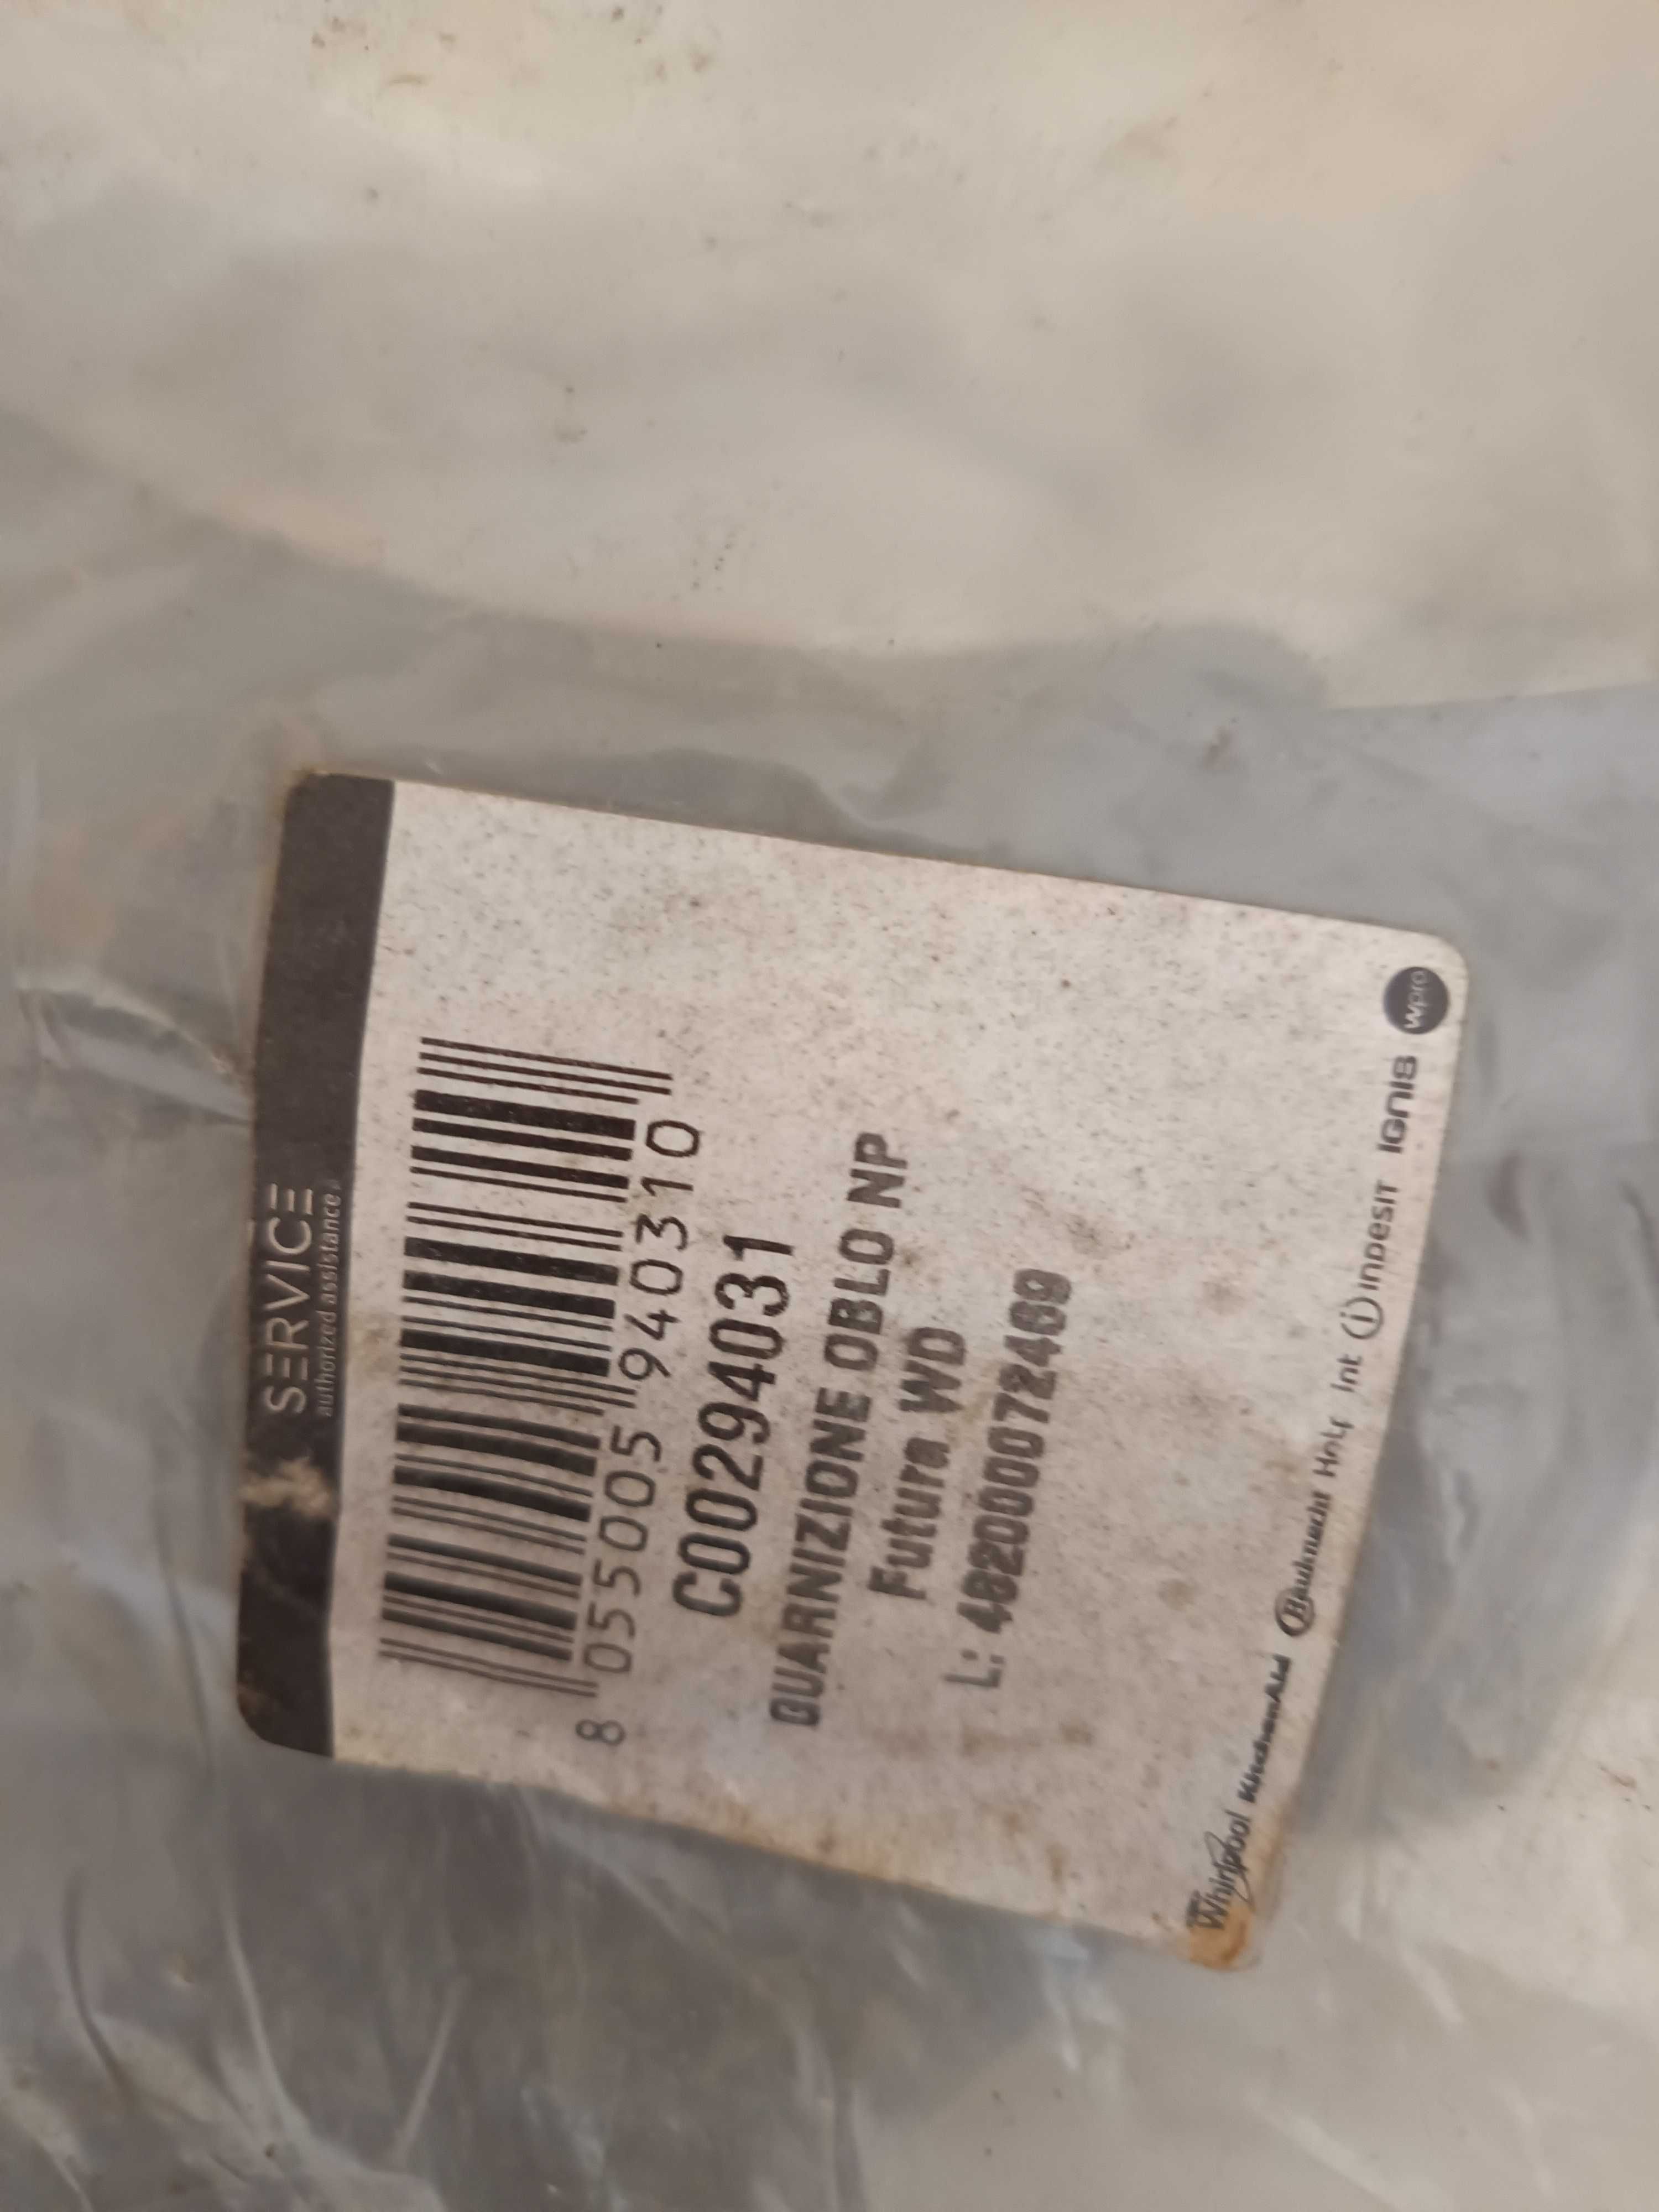 SERVICE
authorized assistance
8 055005 940310
C00294031
GUARNIZIONE OBLO NP
Futura WD
L: 482000072469
Whirlpool KitchenAid Bauknecht Hotpoint indesit IGNIS wpro